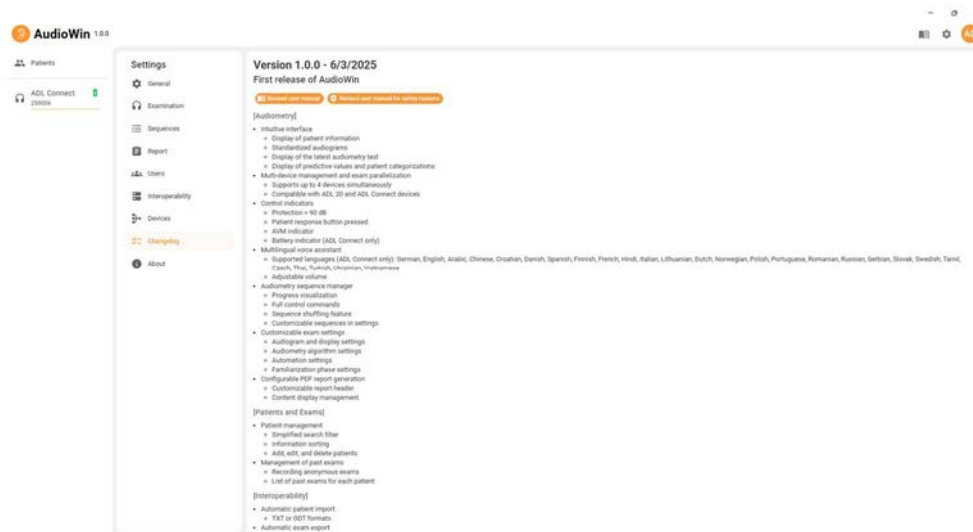 AudioWin 1.0.0
Patients
ADL Connect
250006
Settings
General
Examination
Sequences
Report
Users
Interoperability
Devices
Changelog
About
Version 1.0.0 - 6/3/2025
First release of AudioWin
Revised user manual
Revised user manual for safety reasons
[Audiometry]
• Intuitive interface
Display of patient information
Standardized audiograms
Display of the latest audiometry test
Display of predictive values and patient categorizations
• Multi-device management and exam parallelization
Supports up to 4 devices simultaneously
Compatible with ADL 20 and ADL Connect devices
• Control indicators
Protection > 90 dB
Patient response button pressed
AVM indicator
Battery indicator (ADL Connect only)
• Multilingual voice assistant
Supported languages (ADL Connect only): German, English, Arabic, Chinese, Croatian, Danish, Spanish, Finnish, French, Hindi, Italian, Lithuanian, Dutch, Norwegian, Polish, Portuguese, Romanian, Russian, Serbian, Slovak, Swedish, Tamil,
Czech, Thai, Turkish, Ukrainian, Vietnamese
Adjustable volume
• Audiometry sequence manager
Progress visualization
Full control commands
Sequence shuffling feature
Customizable sequences in settings
• Customizable exam settings
Audiogram and display settings
Audiometry algorithm settings
Automation settings
Familiarization phase settings
• Configurable PDF report generation
Customizable report header
Content display management
[Patients and Exams]
• Patient management
Simplified search filter
Information sorting
Add, edit, and delete patients
• Management of past exams
Recording anonymous exams
List of past exams for each patient
[Interoperability]
• Automatic patient import
TXT or GDT formats
• Automatic exam export